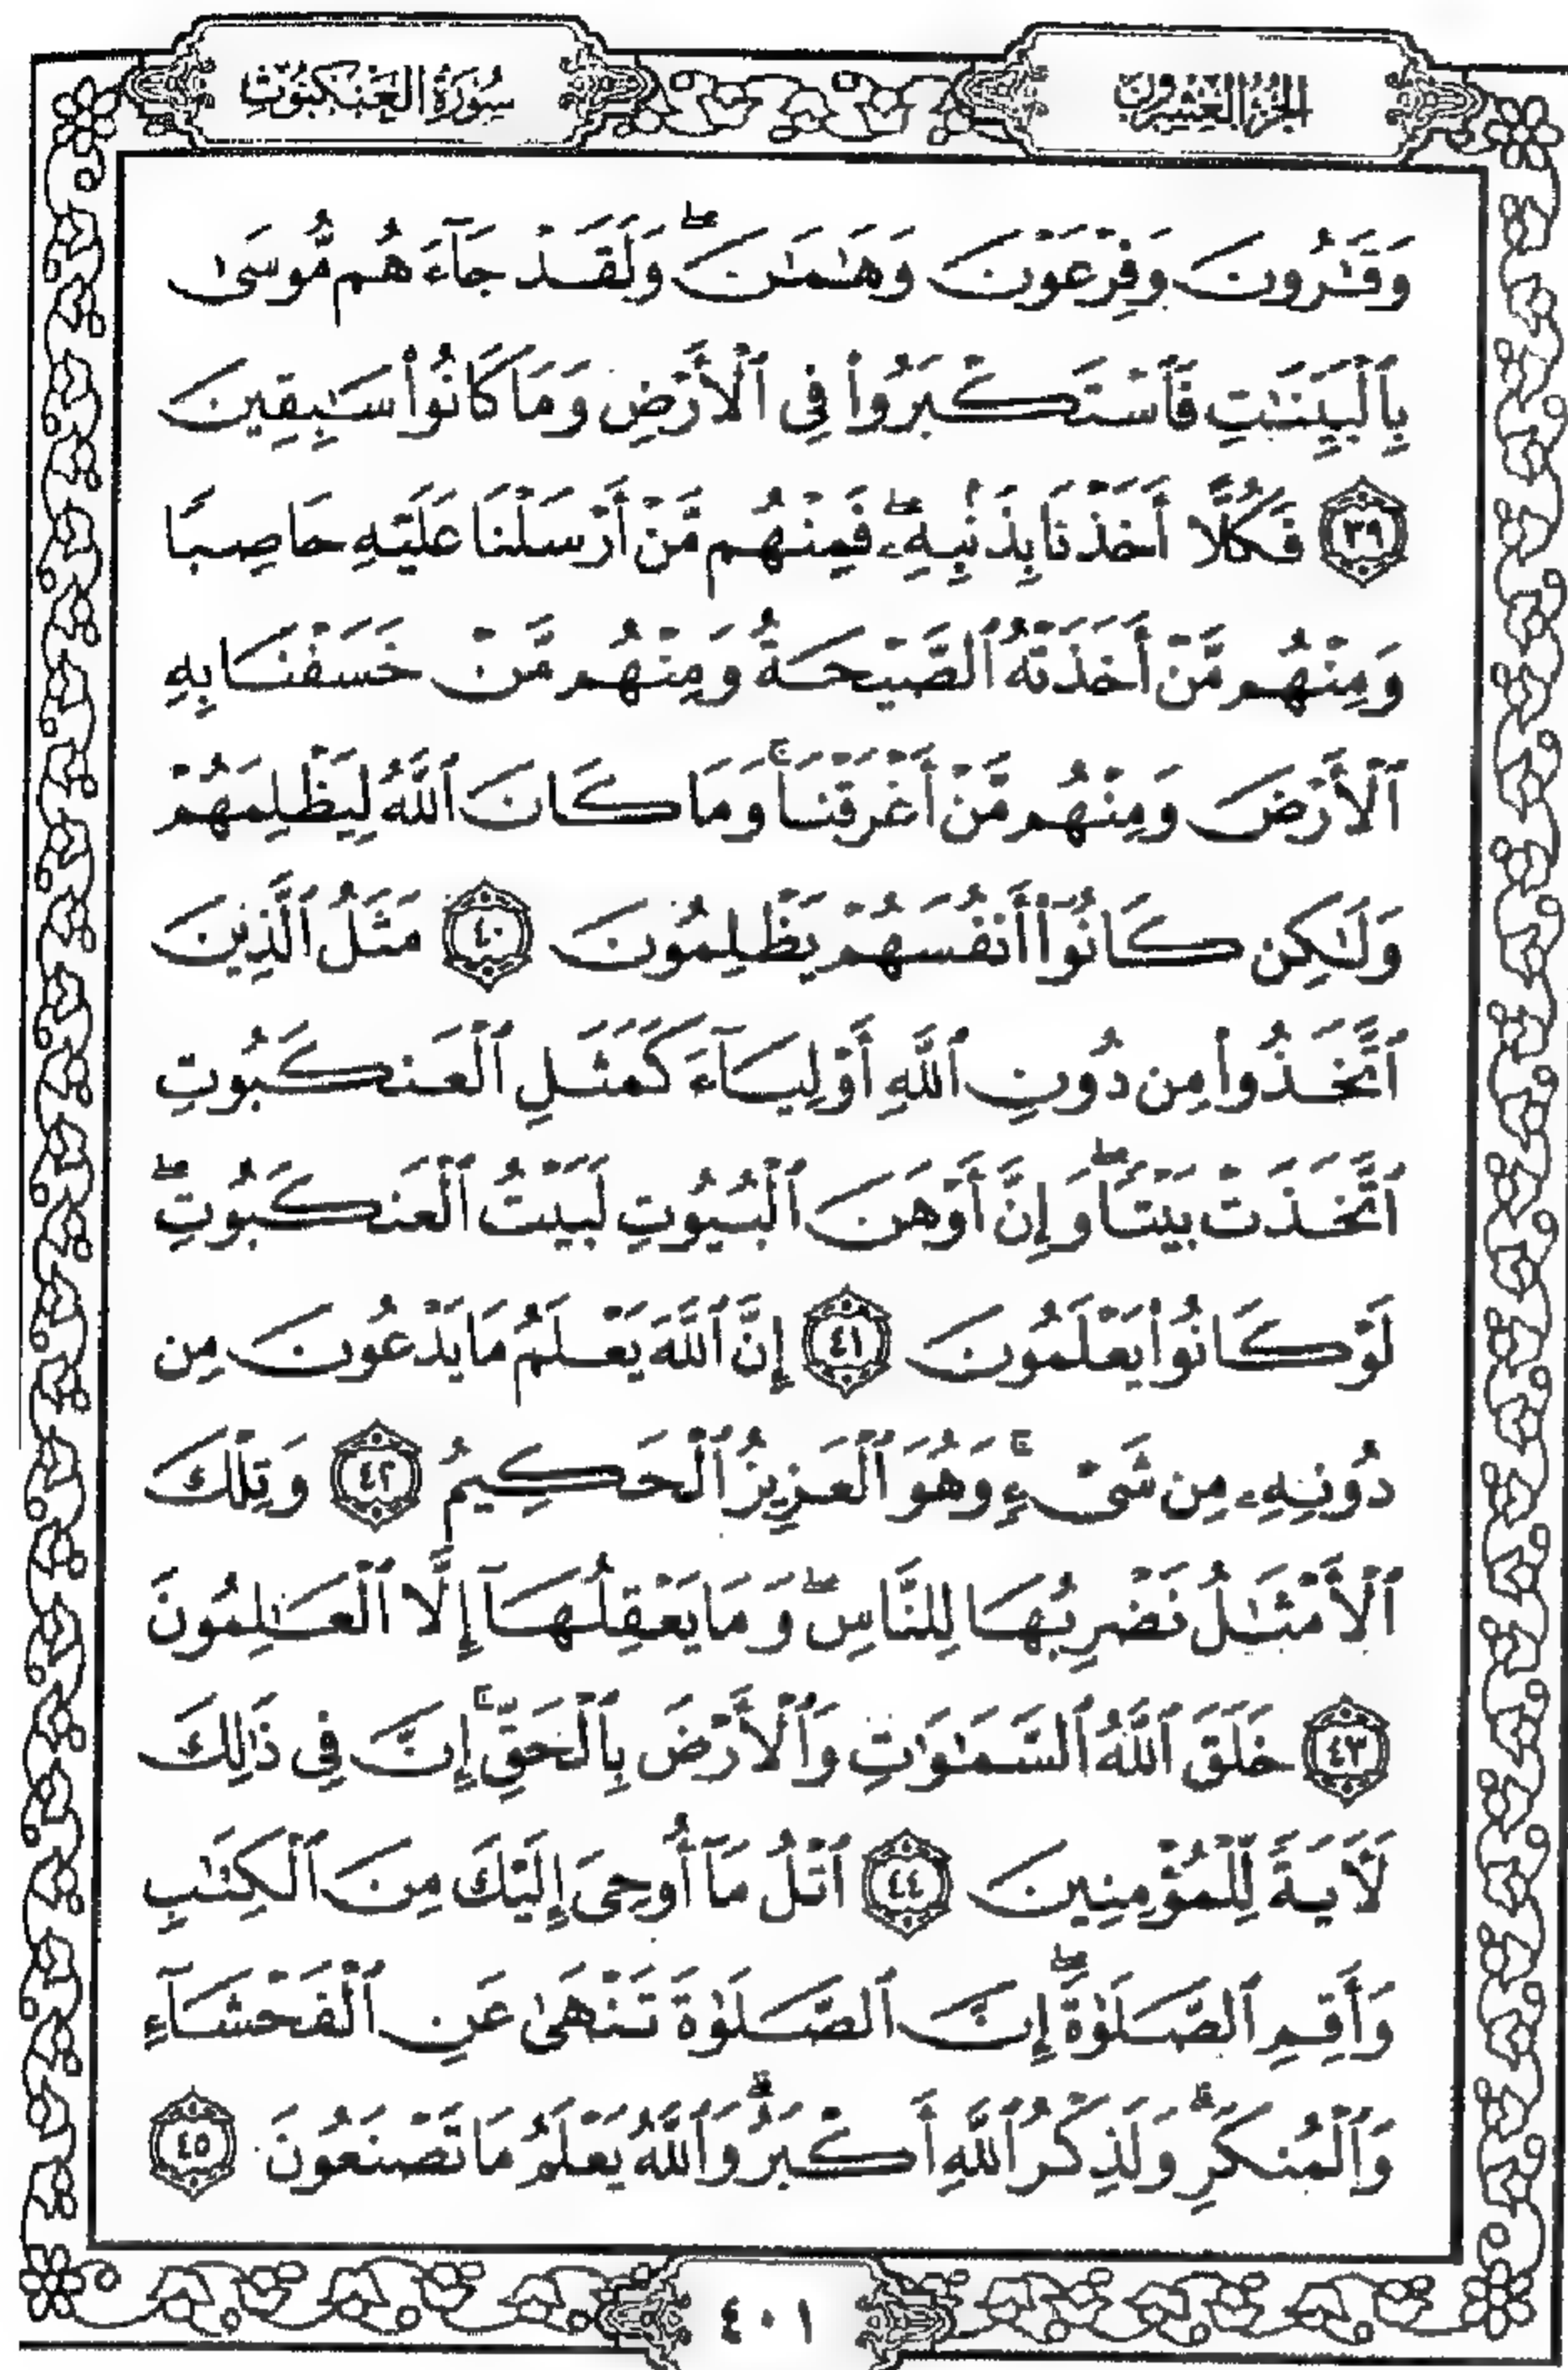 الجزء العشرون
سورة العنكبوت
وَقَٰرُونَ وَفِرْعَوْنَ وَهَٰمَٰنَ ۖ وَلَقَدْ جَآءَهُم مُّوسَىٰ
بِٱلْبَيِّنَٰتِ فَٱسْتَكْبَرُوا۟ فِى ٱلْأَرْضِ وَمَا كَانُوا۟ سَٰبِقِينَ
٣٩ فَكُلًّا أَخَذْنَا بِذَنۢبِهِۦ ۖ فَمِنْهُم مَّنْ أَرْسَلْنَا عَلَيْهِ حَاصِبًا
وَمِنْهُم مَّنْ أَخَذَتْهُ ٱلصَّيْحَةُ وَمِنْهُم مَّنْ خَسَفْنَا بِهِ
ٱلْأَرْضَ وَمِنْهُم مَّنْ أَغْرَقْنَا ۚ وَمَا كَانَ ٱللَّهُ لِيَظْلِمَهُمْ
وَلَٰكِن كَانُوٓا۟ أَنفُسَهُمْ يَظْلِمُونَ ٤٠ مَثَلُ ٱلَّذِينَ
ٱتَّخَذُوا۟ مِن دُونِ ٱللَّهِ أَوْلِيَآءَ كَمَثَلِ ٱلْعَنكَبُوتِ
ٱتَّخَذَتْ بَيْتًا ۖ وَإِنَّ أَوْهَنَ ٱلْبُيُوتِ لَبَيْتُ ٱلْعَنكَبُوتِ ۖ
لَوْ كَانُوا۟ يَعْلَمُونَ ٤١ إِنَّ ٱللَّهَ يَعْلَمُ مَا يَدْعُونَ مِن
دُونِهِۦ مِن شَىْءٍ ۚ وَهُوَ ٱلْعَزِيزُ ٱلْحَكِيمُ ٤٢ وَتِلْكَ
ٱلْأَمْثَٰلُ نَضْرِبُهَا لِلنَّاسِ ۖ وَمَا يَعْقِلُهَآ إِلَّا ٱلْعَٰلِمُونَ
٤٣ خَلَقَ ٱللَّهُ ٱلسَّمَٰوَٰتِ وَٱلْأَرْضَ بِٱلْحَقِّ ۚ إِنَّ فِى ذَٰلِكَ
لَءَايَةً لِّلْمُؤْمِنِينَ ٤٤ ٱتْلُ مَآ أُوحِىَ إِلَيْكَ مِنَ ٱلْكِتَٰبِ
وَأَقِمِ ٱلصَّلَوٰةَ ۖ إِنَّ ٱلصَّلَوٰةَ تَنْهَىٰ عَنِ ٱلْفَحْشَآءِ
وَٱلْمُنكَرِ ۗ وَلَذِكْرُ ٱللَّهِ أَكْبَرُ ۗ وَٱللَّهُ يَعْلَمُ مَا تَصْنَعُونَ ٤٥
٤٠١